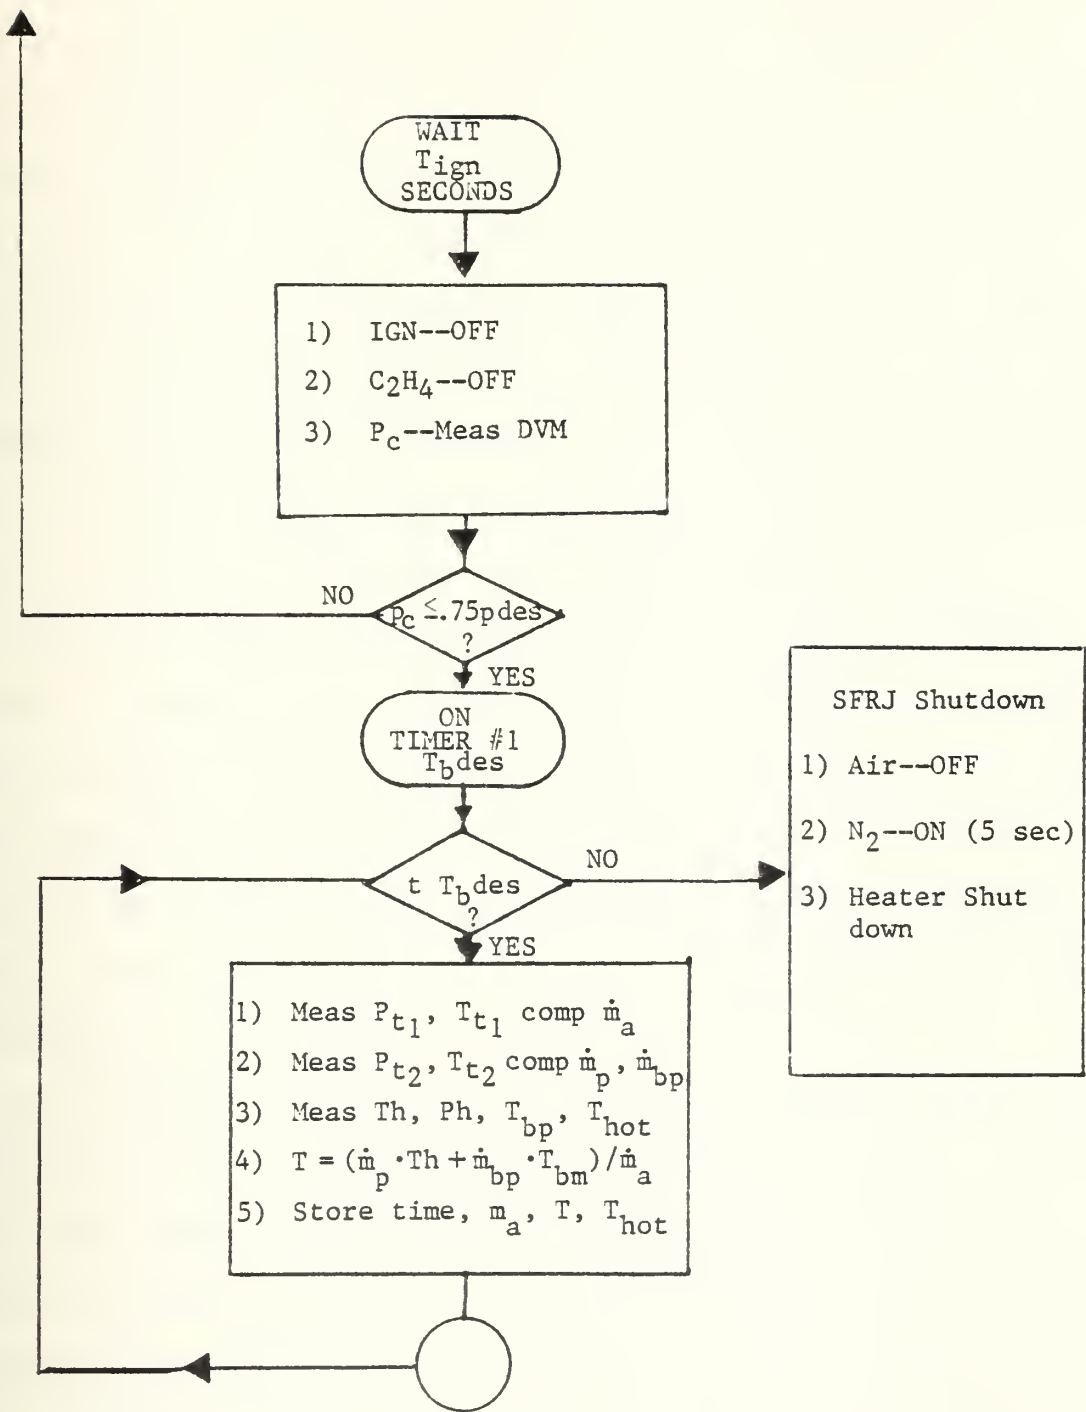 WAIT
Tign
SECONDS
1) IGN--OFF
2) C2H4--OFF
3) Pc--Meas DVM
NO
pc ≤.75pdes
?
YES
ON
TIMER #1
Tbdes
t Tbdes
?
NO
YES
SFRJ Shutdown
1) Air--OFF
2) N2--ON (5 sec)
3) Heater Shut
down
1) Meas Pt1, Tt1 comp ṁa
2) Meas Pt2, Tt2 comp ṁp, ṁbp
3) Meas Th, Ph, Tbp, Thot
4) T = (ṁp·Th + ṁbp·Tbm)/ṁa
5) Store time, ma, T, Thot